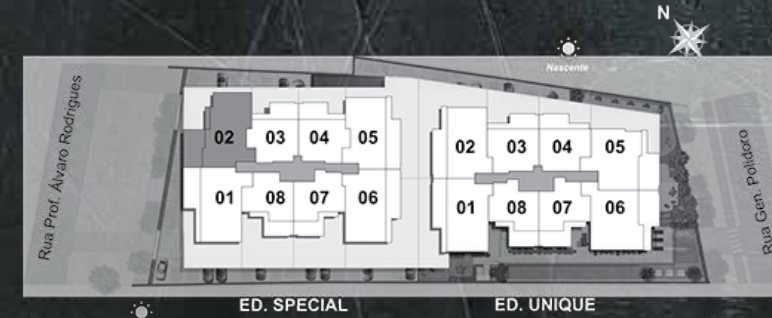 N
Nascente
Rua Prof. Álvaro Rodrigues
02 03 04 05
01 08 07 06
02 03 04 05
01 08 07 06
Rua Gen. Polidoro
ED. SPECIAL
ED. UNIQUE